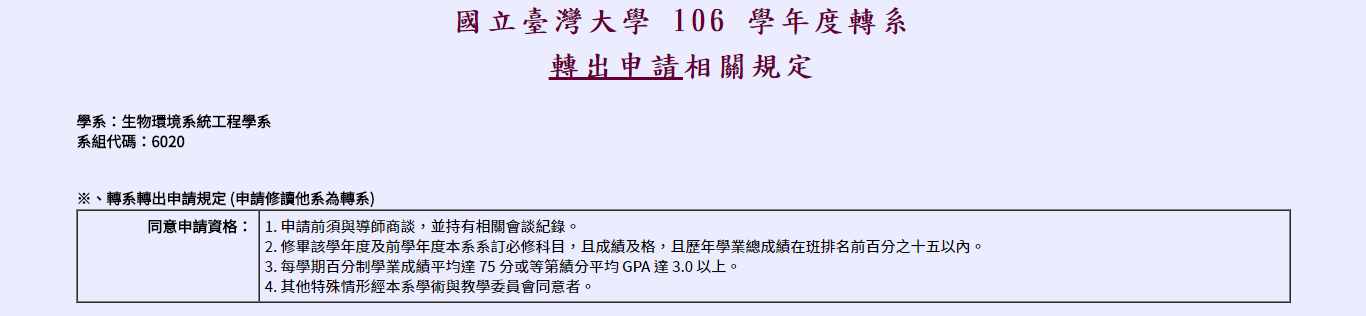 國立臺灣大學 106 學年度轉系
轉出申請相關規定
學系：生物環境系統工程學系
系組代碼：6020
※、轉系轉出申請規定 (申請修讀他系為轉系)
同意申請資格：
1. 申請前須與導師商談，並持有相關會談紀錄。
2. 修畢該學年度及前學年度本系系訂必修科目，且成績及格，且歷年學業總成績在班排名前百分之十五以內。
3. 每學期百分制學業成績平均達 75 分或等第績分平均 GPA 達 3.0 以上。
4. 其他特殊情形經本系學術與教學委員會同意者。